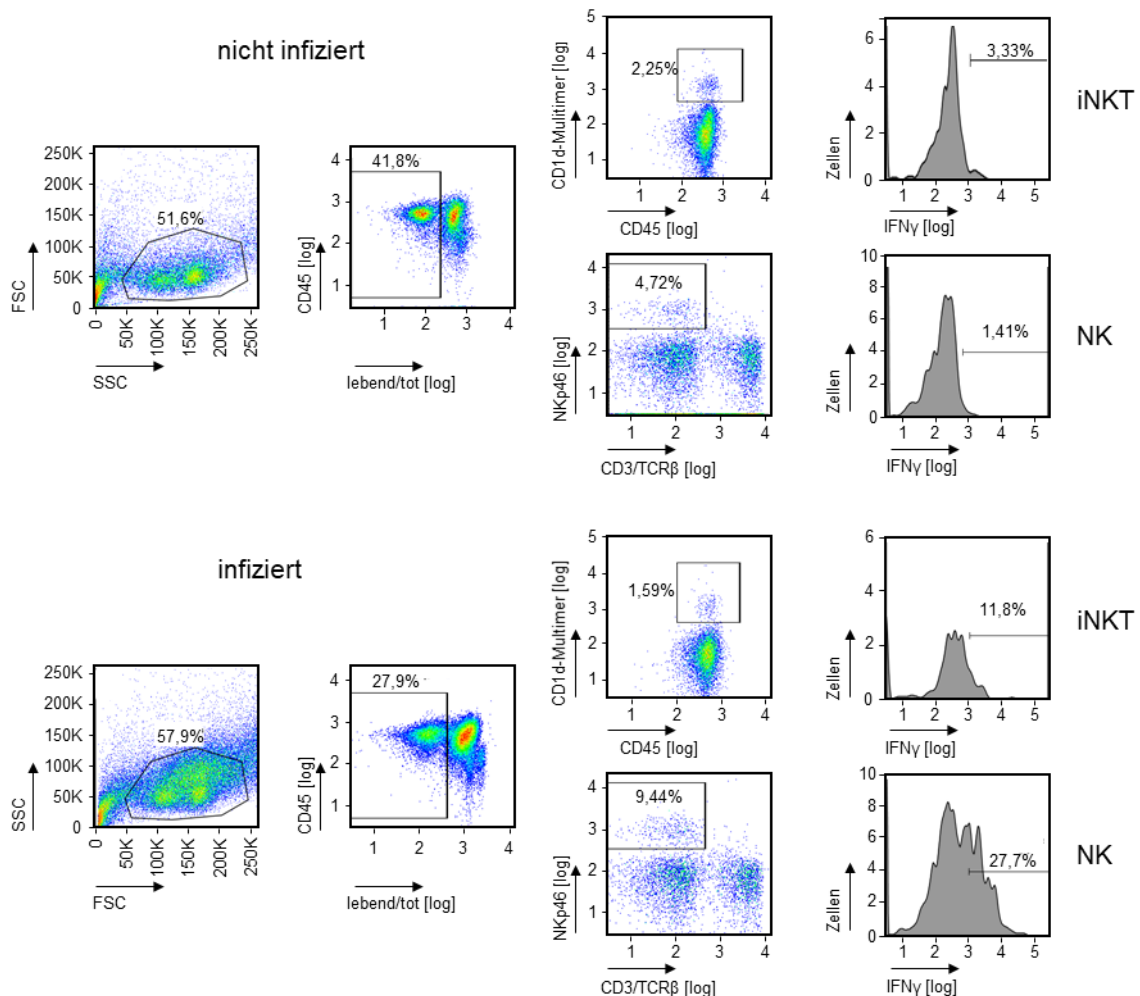 nicht infiziert
250K
200K
150K
100K
50K
0
51.6%
0
50K
100K
150K
200K
250K
FSC
SSC
4
3
2
1
41,8%
1
2
3
4
CD45 [log]
lebend/tot [log]
5
4
3
2
1
2,25%
1
2
3
4
CD1d-Mulitimer [log]
CD45 [log]
6
4
2
0
3,33%
1
2
3
4
5
Zellen
IFNγ [log]
iNKT
4
3
2
1
4,72%
1
2
3
4
NKp46 [log]
CD3/TCRβ [log]
10
8
6
4
2
0
1,41%
1
2
3
4
5
Zellen
IFNγ [log]
NK
infiziert
250K
200K
150K
100K
50K
0
57,9%
0
50K
100K
150K
200K
250K
SSC
FSC
4
3
2
1
27,9%
1
2
3
4
CD45 [log]
lebend/tot [log]
5
4
3
2
1
1,59%
1
2
3
4
CD1d-Multimer [log]
CD45 [log]
6
4
2
0
11,8%
1
2
3
4
5
Zellen
IFNγ [log]
iNKT
4
3
2
1
9,44%
1
2
3
4
NKp46 [log]
CD3/TCRβ [log]
10
8
6
4
2
0
27,7%
1
2
3
4
5
Zellen
IFNγ [log]
NK